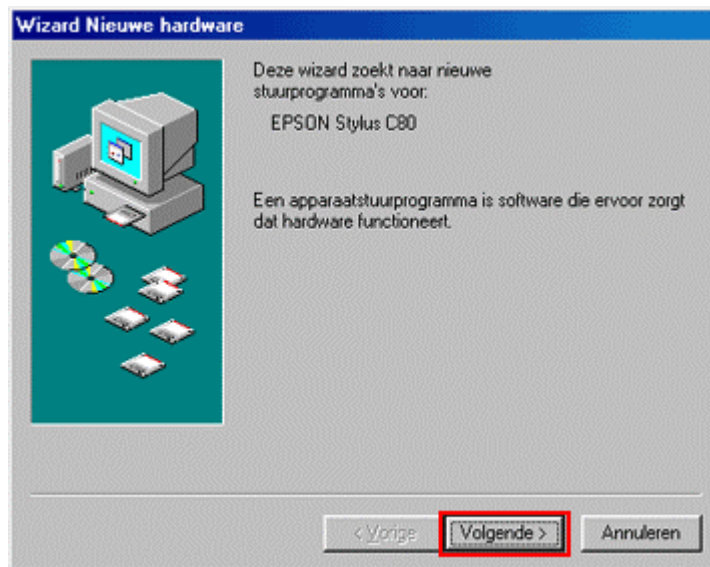 Wizard Nieuwe hardware
Deze wizard zoekt naar nieuwe
stuurprogramma's voor:
EPSON Stylus C80
Een apparaatstuurprogramma is software die ervoor zorgt
dat hardware functioneert.
< Vorige   Volgende >   Annuleren